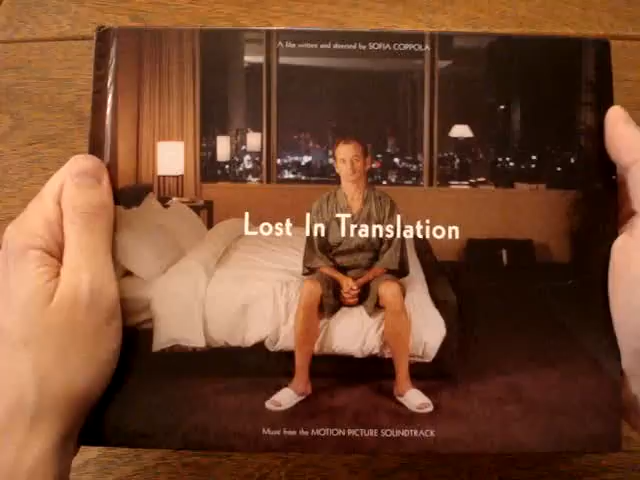 A film written and directed by SOFIA COPPOLA
Lost In Translation
Music from the MOTION PICTURE SOUNDTRACK